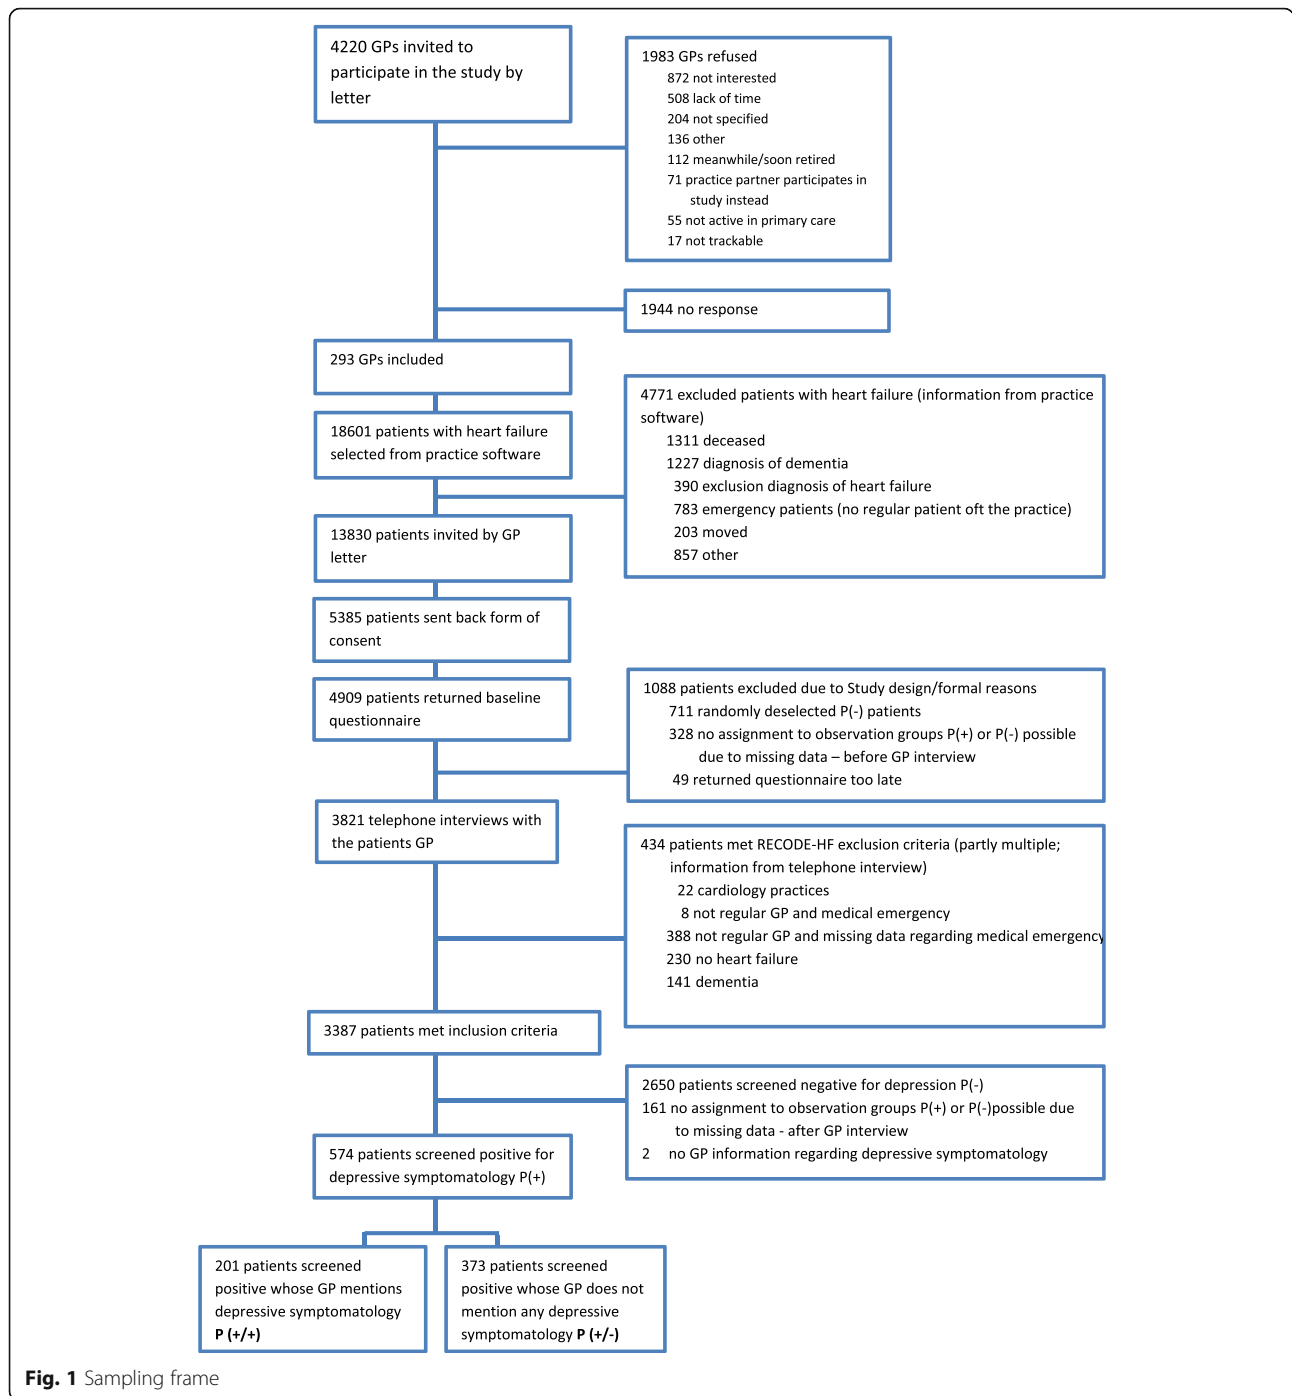 4220 GPs invited to
participate in the study by
letter
1983 GPs refused
872 not interested
508 lack of time
204 not specified
136 other
112 meanwhile/soon retired
71 practice partner participates in
study instead
55 not active in primary care
17 not trackable
1944 no response
293 GPs included
4771 excluded patients with heart failure (information from practice
software)
1311 deceased
1227 diagnosis of dementia
390 exclusion diagnosis of heart failure
783 emergency patients (no regular patient oft the practice)
203 moved
857 other
18601 patients with heart failure
selected from practice software
13830 patients invited by GP
letter
5385 patients sent back form of
consent
4909 patients returned baseline
questionnaire
1088 patients excluded due to Study design/formal reasons
711 randomly deselected P(-) patients
328 no assignment to observation groups P(+) or P(-) possible
due to missing data – before GP interview
49 returned questionnaire too late
3821 telephone interviews with
the patients GP
434 patients met RECODE-HF exclusion criteria (partly multiple;
information from telephone interview)
22 cardiology practices
8 not regular GP and medical emergency
388 not regular GP and missing data regarding medical emergency
230 no heart failure
141 dementia
3387 patients met inclusion criteria
2650 patients screened negative for depression P(-)
161 no assignment to observation groups P(+) or P(-)possible due
to missing data - after GP interview
2 no GP information regarding depressive symptomatology
574 patients screened positive for
depressive symptomatology P(+)
201 patients screened
positive whose GP mentions
depressive symptomatology
P (+/+)
373 patients screened
positive whose GP does not
mention any depressive
symptomatology P (+/-)
Fig. 1 Sampling frame